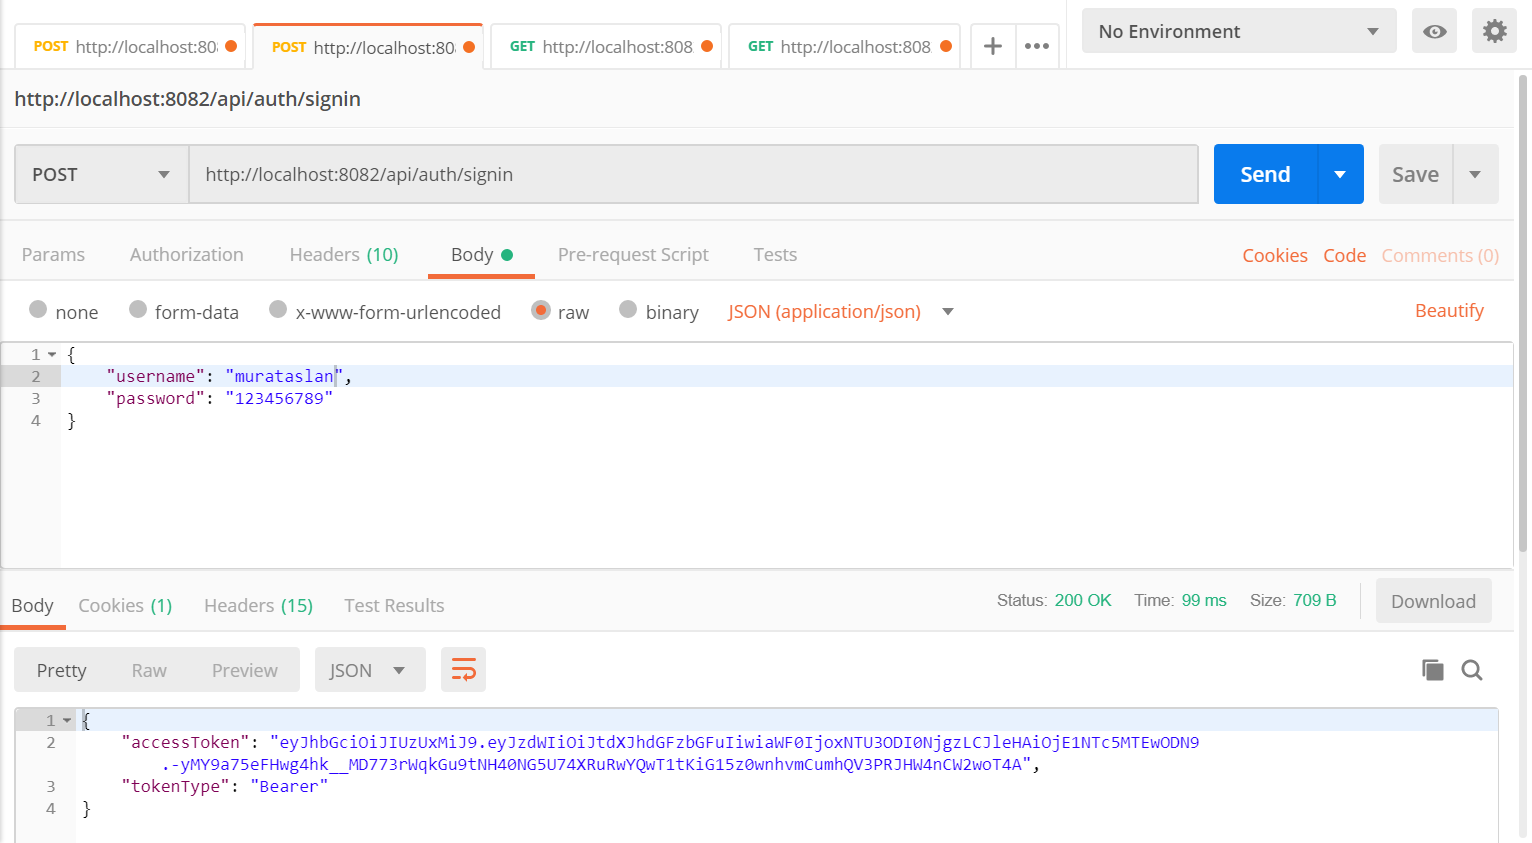 POST http://localhost:80
POST http://localhost:80
GET http://localhost:808
GET http://localhost:808
No Environment
http://localhost:8082/api/auth/signin
POST http://localhost:8082/api/auth/signin Send Save
Params Authorization Headers (10) Body Pre-request Script Tests Cookies Code Comments (0)
none form-data x-www-form-urlencoded raw binary JSON (application/json) Beautify
1 {
2 "username": "murataslan",
3 "password": "123456789"
4 }
Body Cookies (1) Headers (15) Test Results Status: 200 OK Time: 99 ms Size: 709 B Download
Pretty Raw Preview JSON
1 {
2 "accessToken": "eyJhbGciOiJIUzUxMiJ9.eyJzdWIiOiJtdXJhdGFzbGFuIiwiaWF0IjoxNTU3ODI0NjgzLCJleHAiOjE1NTc5MTEwODN9
.-yMY9a75eFHwg4hk__MD773rWqkGu9tNH40NG5U74XRuRwYQwT1tKiG15z0wnhvmCumhQV3PRJHW4nCW2woT4A",
3 "tokenType": "Bearer"
4 }